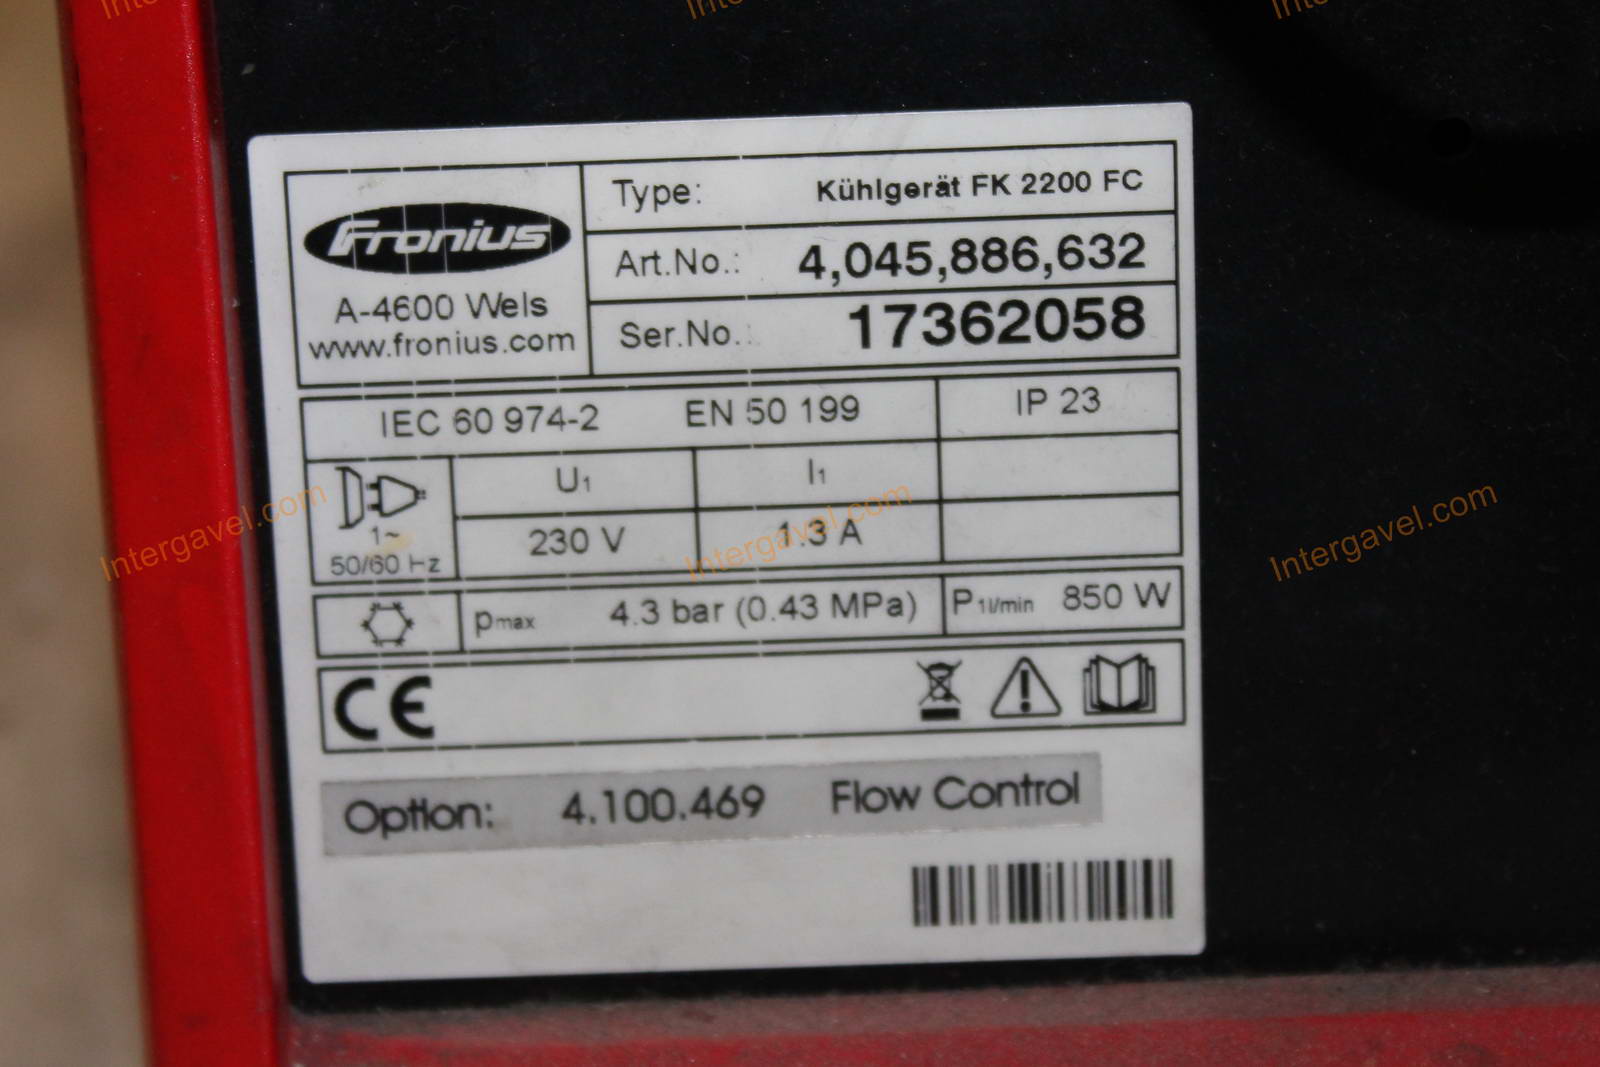 Fronius
A-4600 Wels
www.fronius.com
Type: Kühlgerät FK 2200 FC
Art.No.: 4,045,886,632
Ser.No.: 17362058
IEC 60 974-2 EN 50 199 IP 23
1~
50/60 Hz
U1 I1
230 V 1.3 A
pmax 4.3 bar (0.43 MPa) P1l/min 850 W
CE
Option: 4.100.469 Flow Control
Intergavel.com
Intergavel.com
Intergavel.com